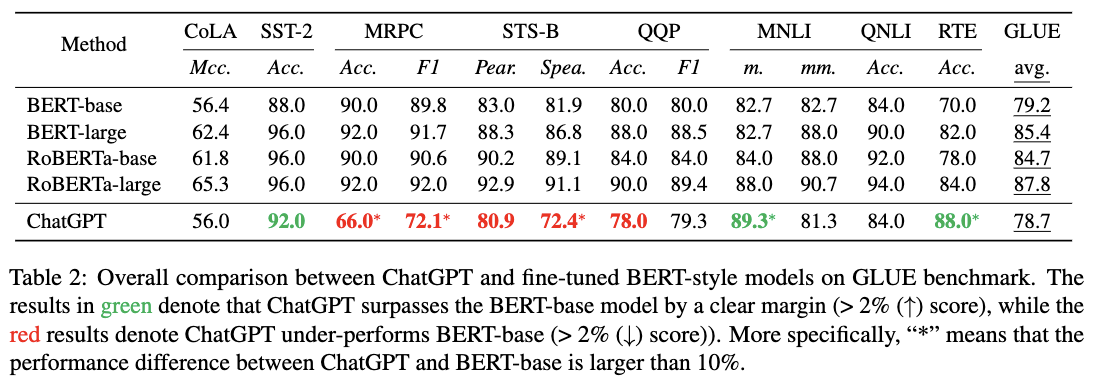 Method CoLA SST-2 MRPC STS-B QQP MNLI QNLI RTE GLUE
Mcc. Acc. Acc. F1 Pear. Spea. Acc. F1 m. mm. Acc. Acc. avg.
BERT-base 56.4 88.0 90.0 89.8 83.0 81.9 80.0 80.0 82.7 82.7 84.0 70.0 79.2
BERT-large 62.4 96.0 92.0 91.7 88.3 86.8 88.0 88.5 82.7 88.0 90.0 82.0 85.4
RoBERTa-base 61.8 96.0 90.0 90.6 90.2 89.1 84.0 84.0 84.0 88.0 92.0 78.0 84.7
RoBERTa-large 65.3 96.0 92.0 92.0 92.9 91.1 90.0 89.4 88.0 90.7 94.0 84.0 87.8
ChatGPT 56.0 92.0 66.0* 72.1* 80.9 72.4* 78.0 79.3 89.3* 81.3 84.0 88.0* 78.7
Table 2: Overall comparison between ChatGPT and fine-tuned BERT-style models on GLUE benchmark. The
results in green denote that ChatGPT surpasses the BERT-base model by a clear margin (> 2% (↑) score), while the
red results denote ChatGPT under-performs BERT-base (> 2% (↓) score)). More specifically, “*” means that the
performance difference between ChatGPT and BERT-base is larger than 10%.